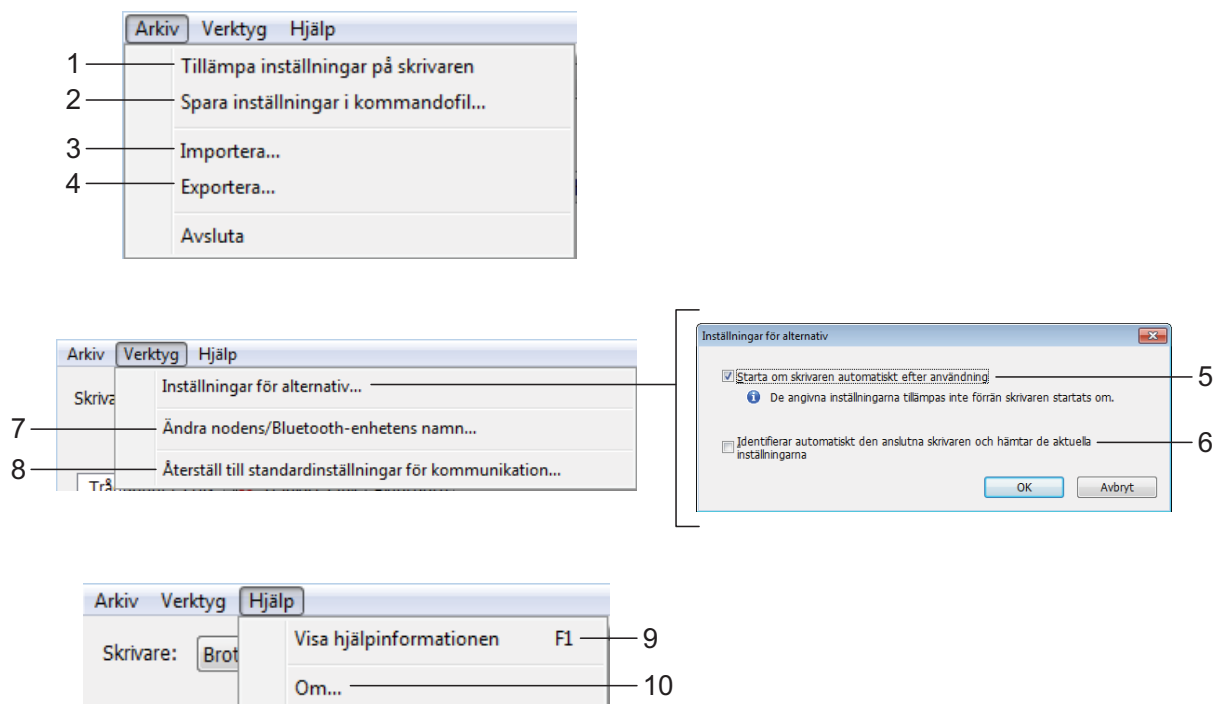 Arkiv Verktyg Hjälp
1 Tillämpa inställningar på skrivaren
2 Spara inställningar i kommandofil...
3 Importera...
4 Exportera...
Avsluta
Arkiv Verktyg Hjälp
Skriva
Inställningar för alternativ...
7 Ändra nodens/Bluetooth-enhetens namn...
8 Återställ till standardinställningar för kommunikation...
Trå
Inställningar för alternativ
Starta om skrivaren automatiskt efter användning 5
De angivna inställningarna tillämpas inte förrän skrivaren startats om.
Identifierar automatiskt den anslutna skrivaren och hämtar de aktuella 6
inställningarna
OK Avbryt
Arkiv Verktyg Hjälp
Skrivare: Brot
Visa hjälpinformationen F1 9
Om... 10